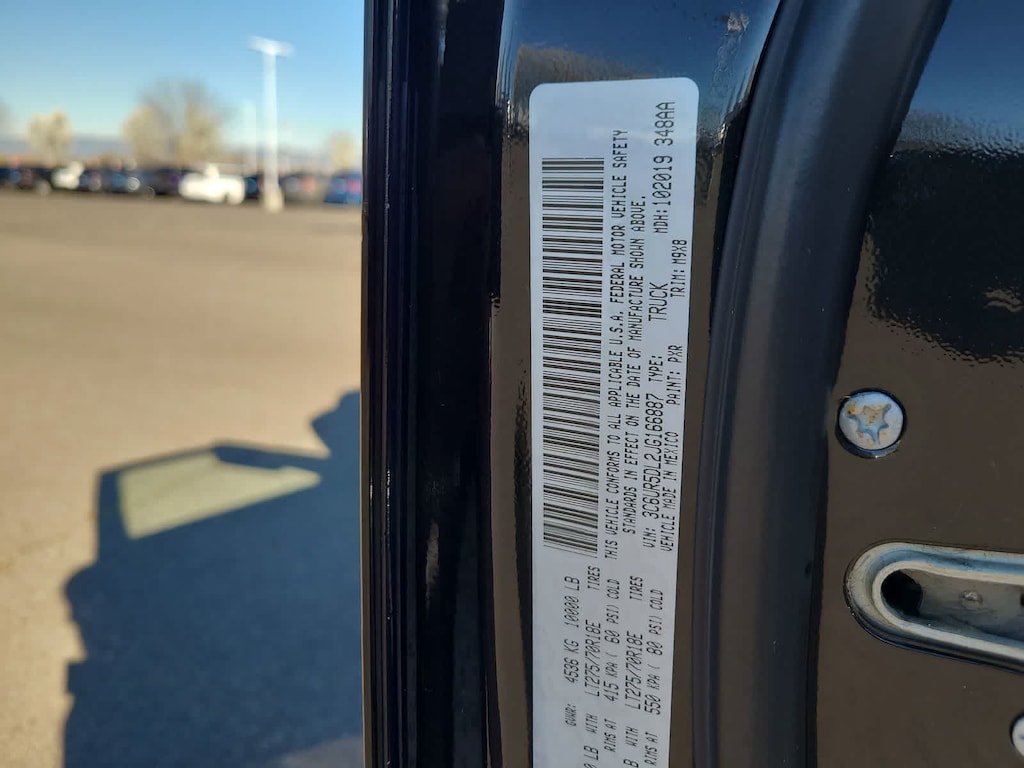 GVWR: 4536 KG 10000 LB
LB WITH LT275/70R18E TIRES
RIMS AT 415 KPA ( 60 PSI) COLD
WITH LT275/70R18E TIRES
RIMS AT 550 KPA ( 80 PSI) COLD
THIS VEHICLE CONFORMS TO ALL APPLICABLE U.S.A. FEDERAL MOTOR VEHICLE SAFETY
STANDARDS IN EFFECT ON THE DATE OF MANUFACTURE SHOWN ABOVE.
VIN: 3C6UR5DL2JG166887 TYPE: TRUCK MDH:102019 348AA
VEHICLE MADE IN MEXICO PAINT: PXR TRIM: M9X8